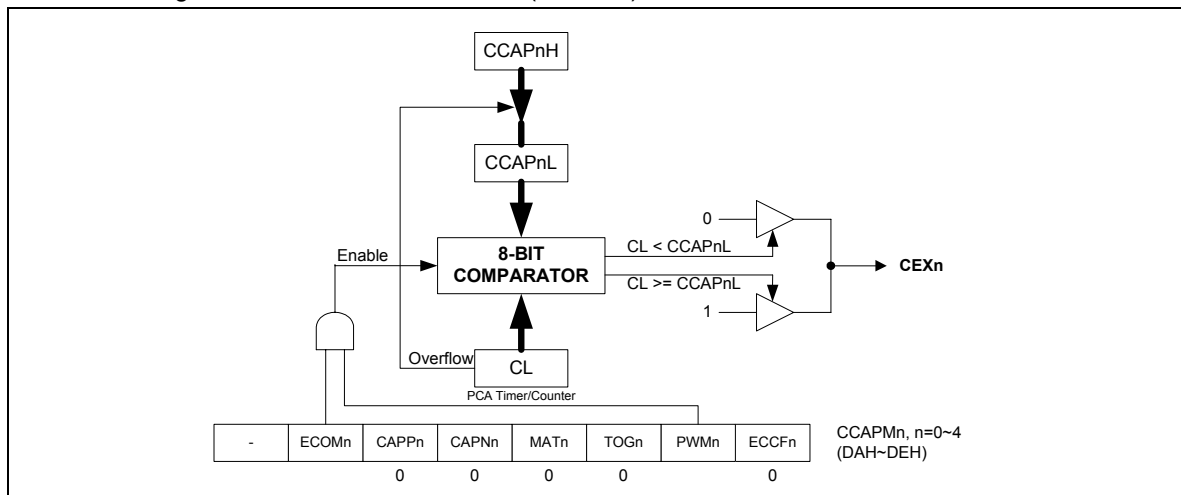 CCAPnH
CCAPnL
0
CL < CCAPnL
Enable
8-BIT
COMPARATOR
CEXn
CL >= CCAPnL
1
Overflow
CL
PCA Timer/Counter
- ECOMn CAPPn CAPNn MATn TOGn PWMn ECCFn
CCAPMn, n=0~4
(DAH~DEH)
0 0 0 0 0